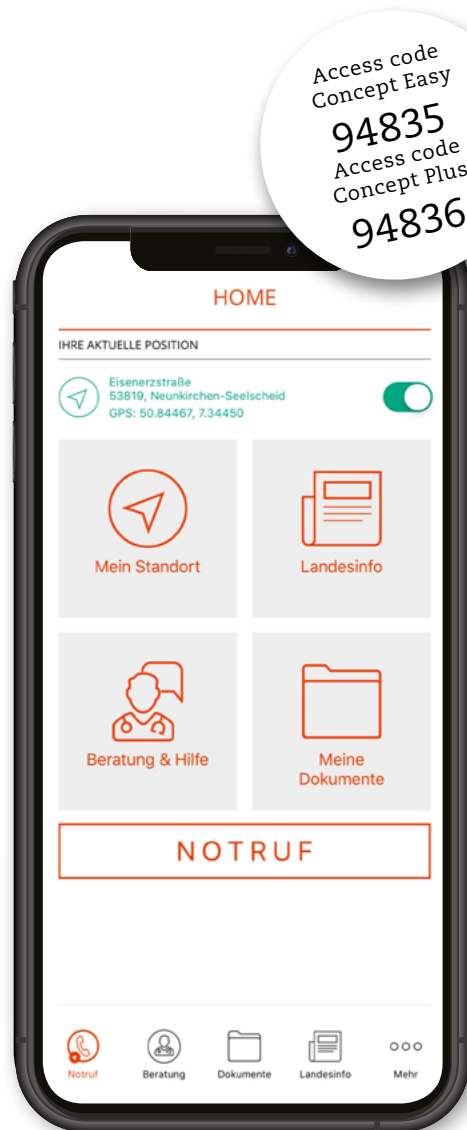 Access code
Concept Easy
94835
Access code
Concept Plus
94836
HOME
IHRE AKTUELLE POSITION
Eisenerzstraße
53819, Neunkirchen-Seelscheid
GPS: 50.84467, 7.34450
Mein Standort
Landesinfo
Beratung & Hilfe
Meine
Dokumente
NOTRUF
Notruf
Beratung
Dokumente
Landesinfo
Mehr